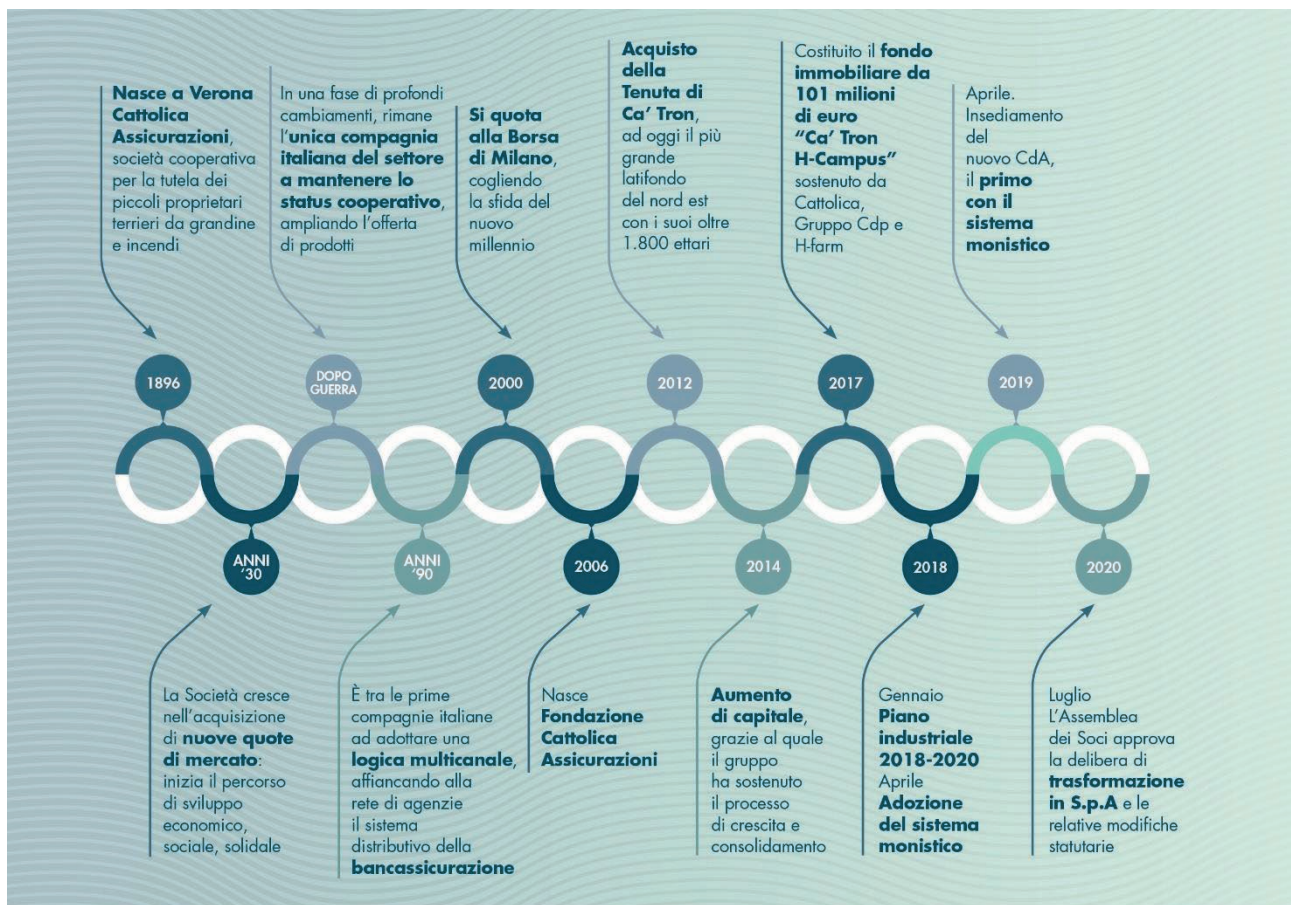 Nasce a Verona
Cattolica
Assicurazioni,
società cooperativa
per la tutela dei
piccoli proprietari
terrieri da grandine
e incendi
In una fase di profondi
cambiamenti, rimane
l'unica compagnia
italiana del settore
a mantenere lo
status cooperativo,
ampliando l'offerta
di prodotti
Si quota
alla Borsa
di Milano,
cogliendo
la sfida del
nuovo
millennio
Acquisto
della
Tenuta di
Ca' Tron,
ad oggi il più
grande
latifondo
del nord est
con i suoi oltre
1.800 ettari
Costituito il fondo
immobiliare da
101 milioni
di euro
"Ca' Tron
H-Campus"
sostenuto da
Cattolica,
Gruppo Cdp e
H-farm
Aprile.
Insediamento
del
nuovo CdA,
il primo
con il
sistema
monistico
1896
DOPO
GUERRA
2000
2012
2017
2019
ANNI
'30
ANNI
'90
2006
2014
2018
2020
La Società cresce
nell'acquisizione
di nuove quote
di mercato:
inizia il percorso
di sviluppo
economico,
sociale, solidale
È tra le prime
compagnie italiane
ad adottare una
logica multicanale,
affiancando alla
rete di agenzie
il sistema
distributivo della
bancassicurazione
Nasce
Fondazione
Cattolica
Assicurazioni
Aumento
di capitale,
grazie al quale
il gruppo
ha sostenuto
il processo
di crescita e
consolidamento
Gennaio
Piano
industriale
2018-2020
Aprile
Adozione
del sistema
monistico
Luglio
L'Assemblea
dei Soci approva
la delibera di
trasformazione
in S.p.A e le
relative modifiche
statutarie